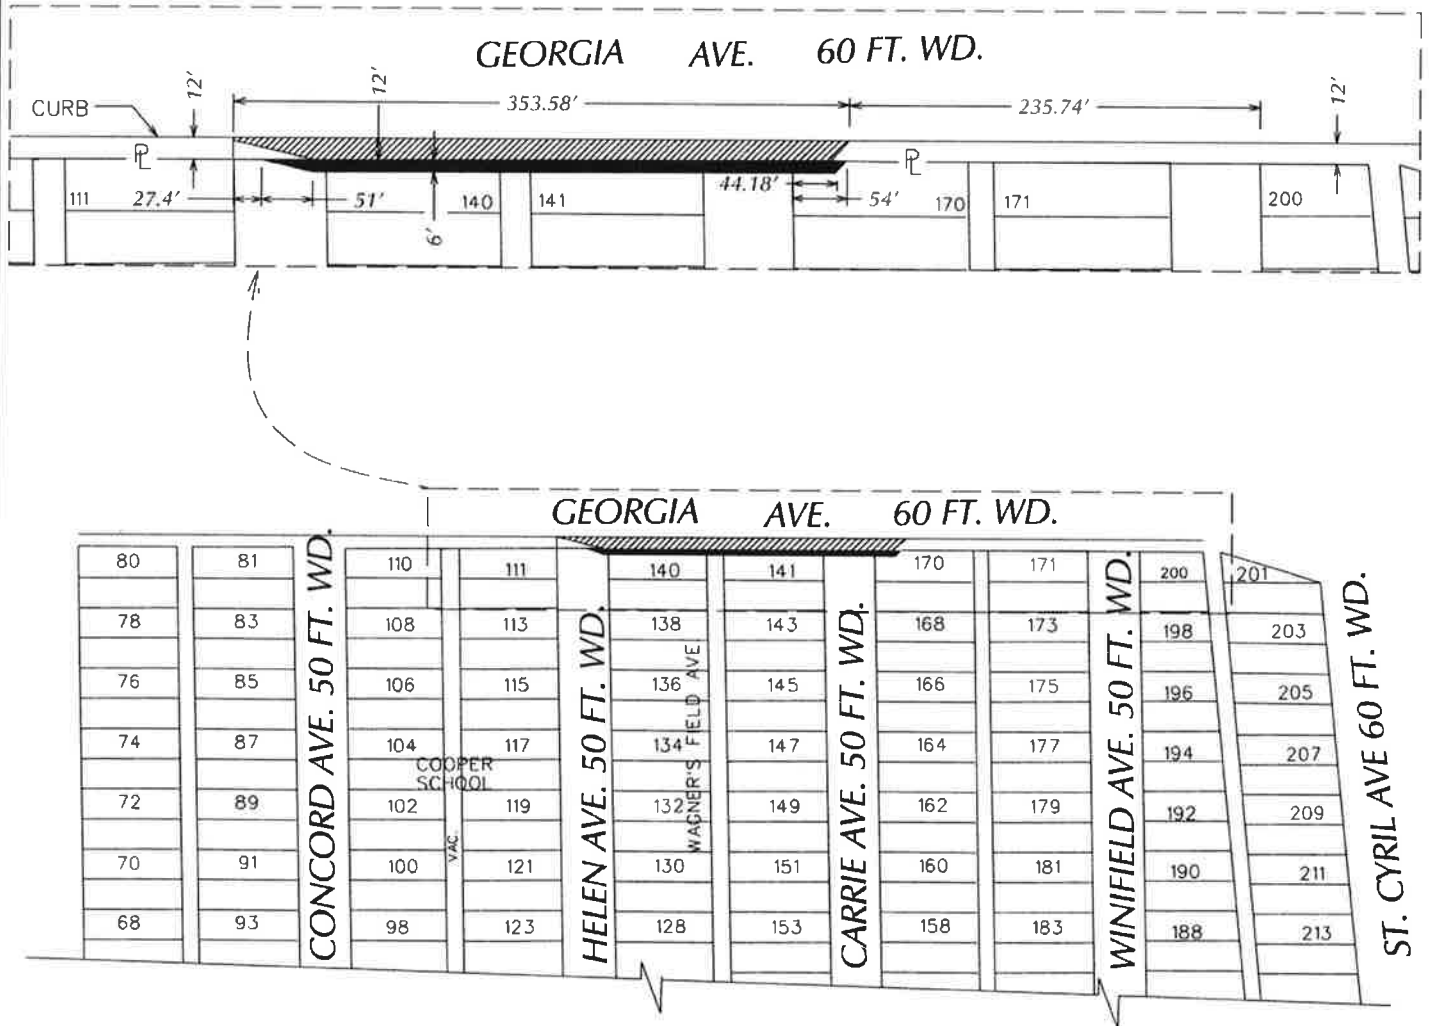 GEORGIA AVE. 60 FT. WD.
12' 12' 12'
353.58' 235.74'
CURB
PL PL
44.18'
111 27.4' 51' 140 141 54' 170 171 200
6'
GEORGIA AVE. 60 FT. WD.
80 81 110 111 140 141 170 171 200 201
78 83 108 113 138 143 168 173 198 203
76 85 106 115 136 145 166 175 196 205
74 87 104 117 134 147 164 177 194 207
COOPER
SCHOOL
72 89 102 119 132 149 162 179 192 209
70 91 100 121 130 151 160 181 190 211
68 93 98 123 128 153 158 183 188 213
CONCORD AVE. 50 FT. WD.
VAC.
HELEN AVE. 50 FT. WD.
WAGNER'S FIELD AVE
CARRIE AVE. 50 FT. WD.
WINIFIELD AVE. 50 FT. WD.
ST. CYRIL AVE 60 FT. WD.